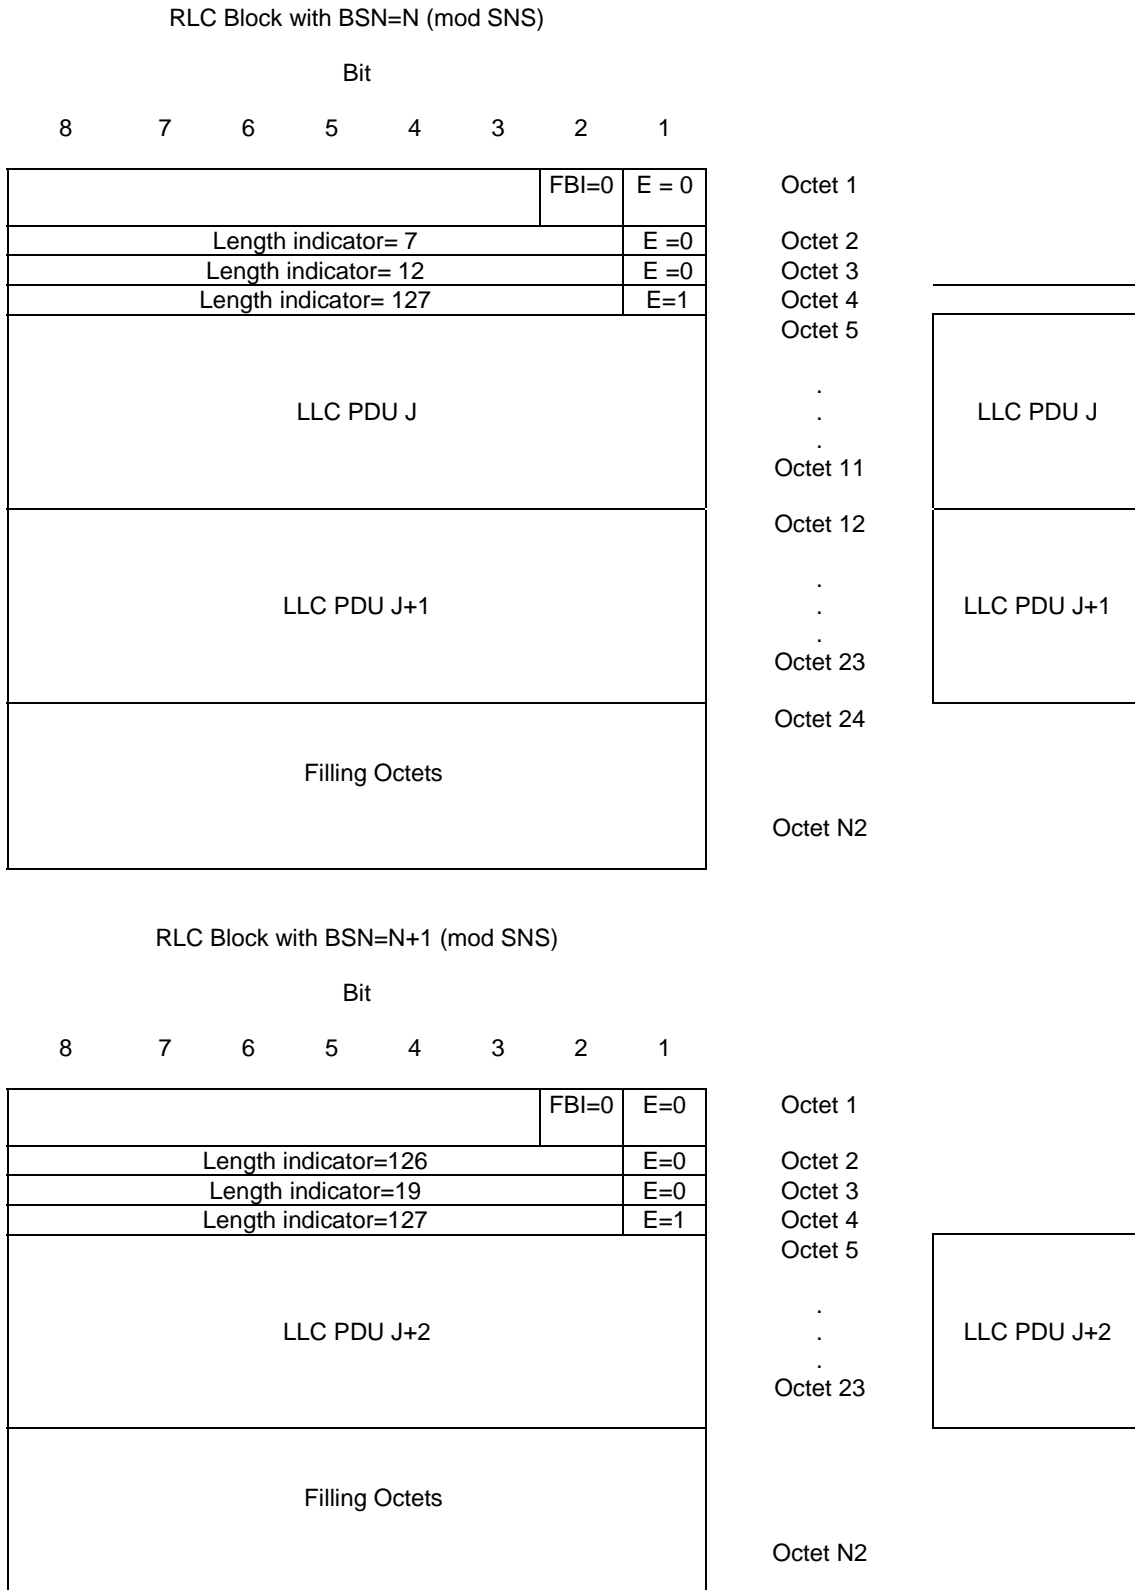 RLC Block with BSN=N (mod SNS)
Bit
8 7 6 5 4 3 2 1
FBI=0 E = 0 Octet 1
Length indicator= 7 E =0 Octet 2
Length indicator= 12 E =0 Octet 3
Length indicator= 127 E=1 Octet 4
Octet 5
.
LLC PDU J . LLC PDU J
.
Octet 11
Octet 12
.
LLC PDU J+1 . LLC PDU J+1
.
Octet 23
Octet 24
Filling Octets
Octet N2
RLC Block with BSN=N+1 (mod SNS)
Bit
8 7 6 5 4 3 2 1
FBI=0 E=0 Octet 1
Length indicator=126 E=0 Octet 2
Length indicator=19 E=0 Octet 3
Length indicator=127 E=1 Octet 4
Octet 5
.
LLC PDU J+2 . LLC PDU J+2
.
Octet 23
Filling Octets
Octet N2